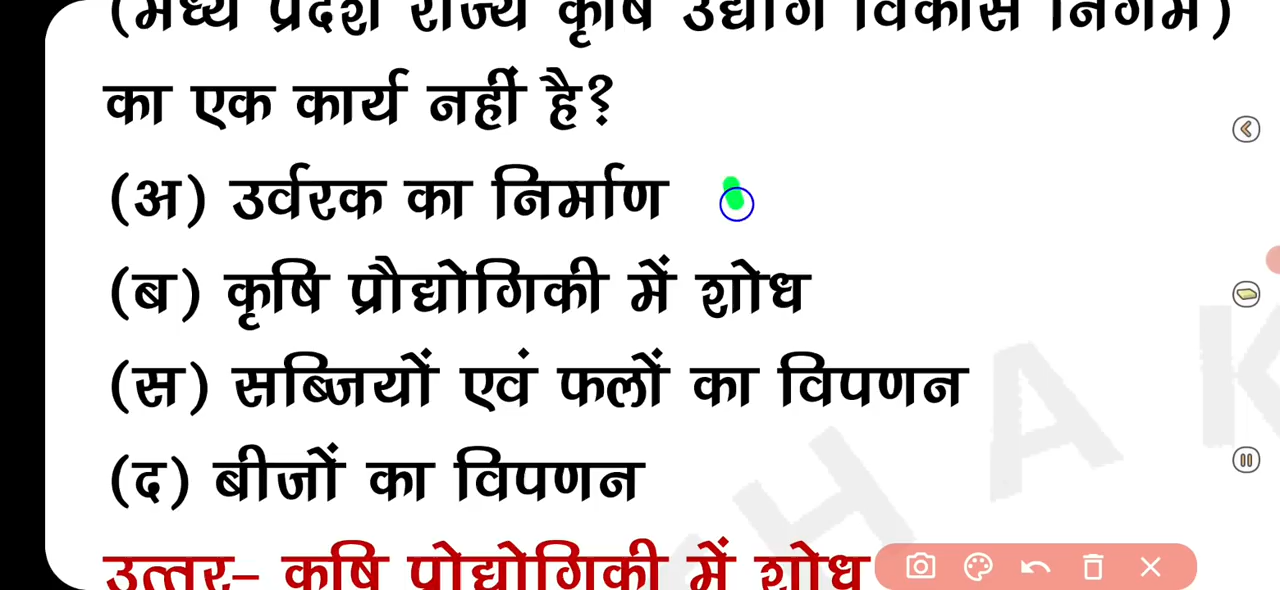 (मध्य प्रदेश राज्य कृषि उद्योग विकास निगम)
का एक कार्य नहीं है?
(अ) उर्वरक का निर्माण
(ब) कृषि प्रौद्योगिकी में शोध
(स) सब्जियों एवं फलों का विपणन
(द) बीजों का विपणन
उत्तर– कृषि प्रोद्योगिकी में शोध